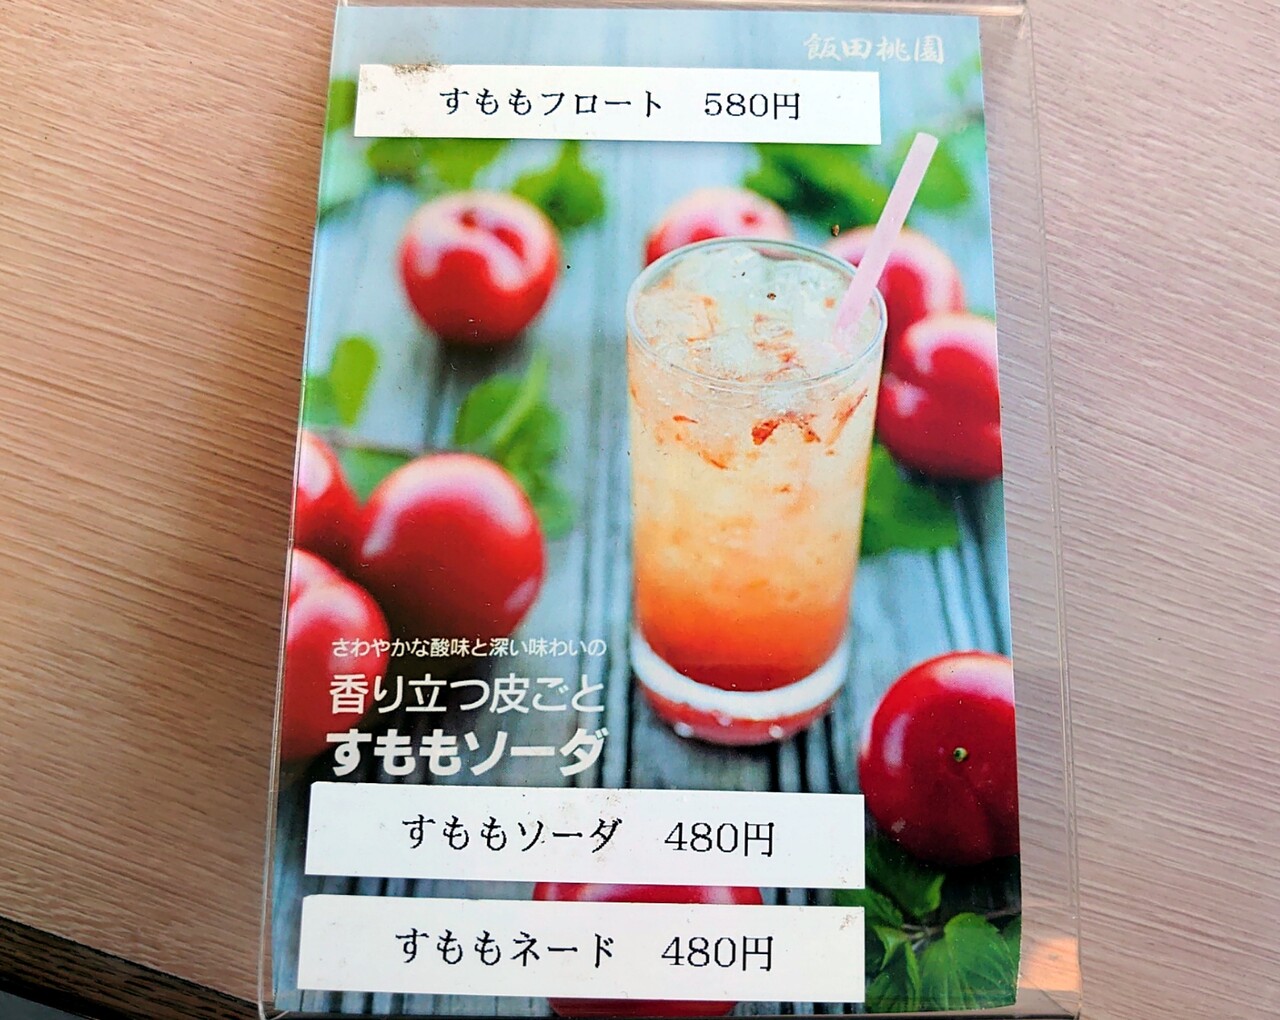 飯田桃園
すももフロート　580円
さわやかな酸味と深い味わいの
香り立つ皮ごと
すももソーダ
すももソーダ　480円
すももネード　480円